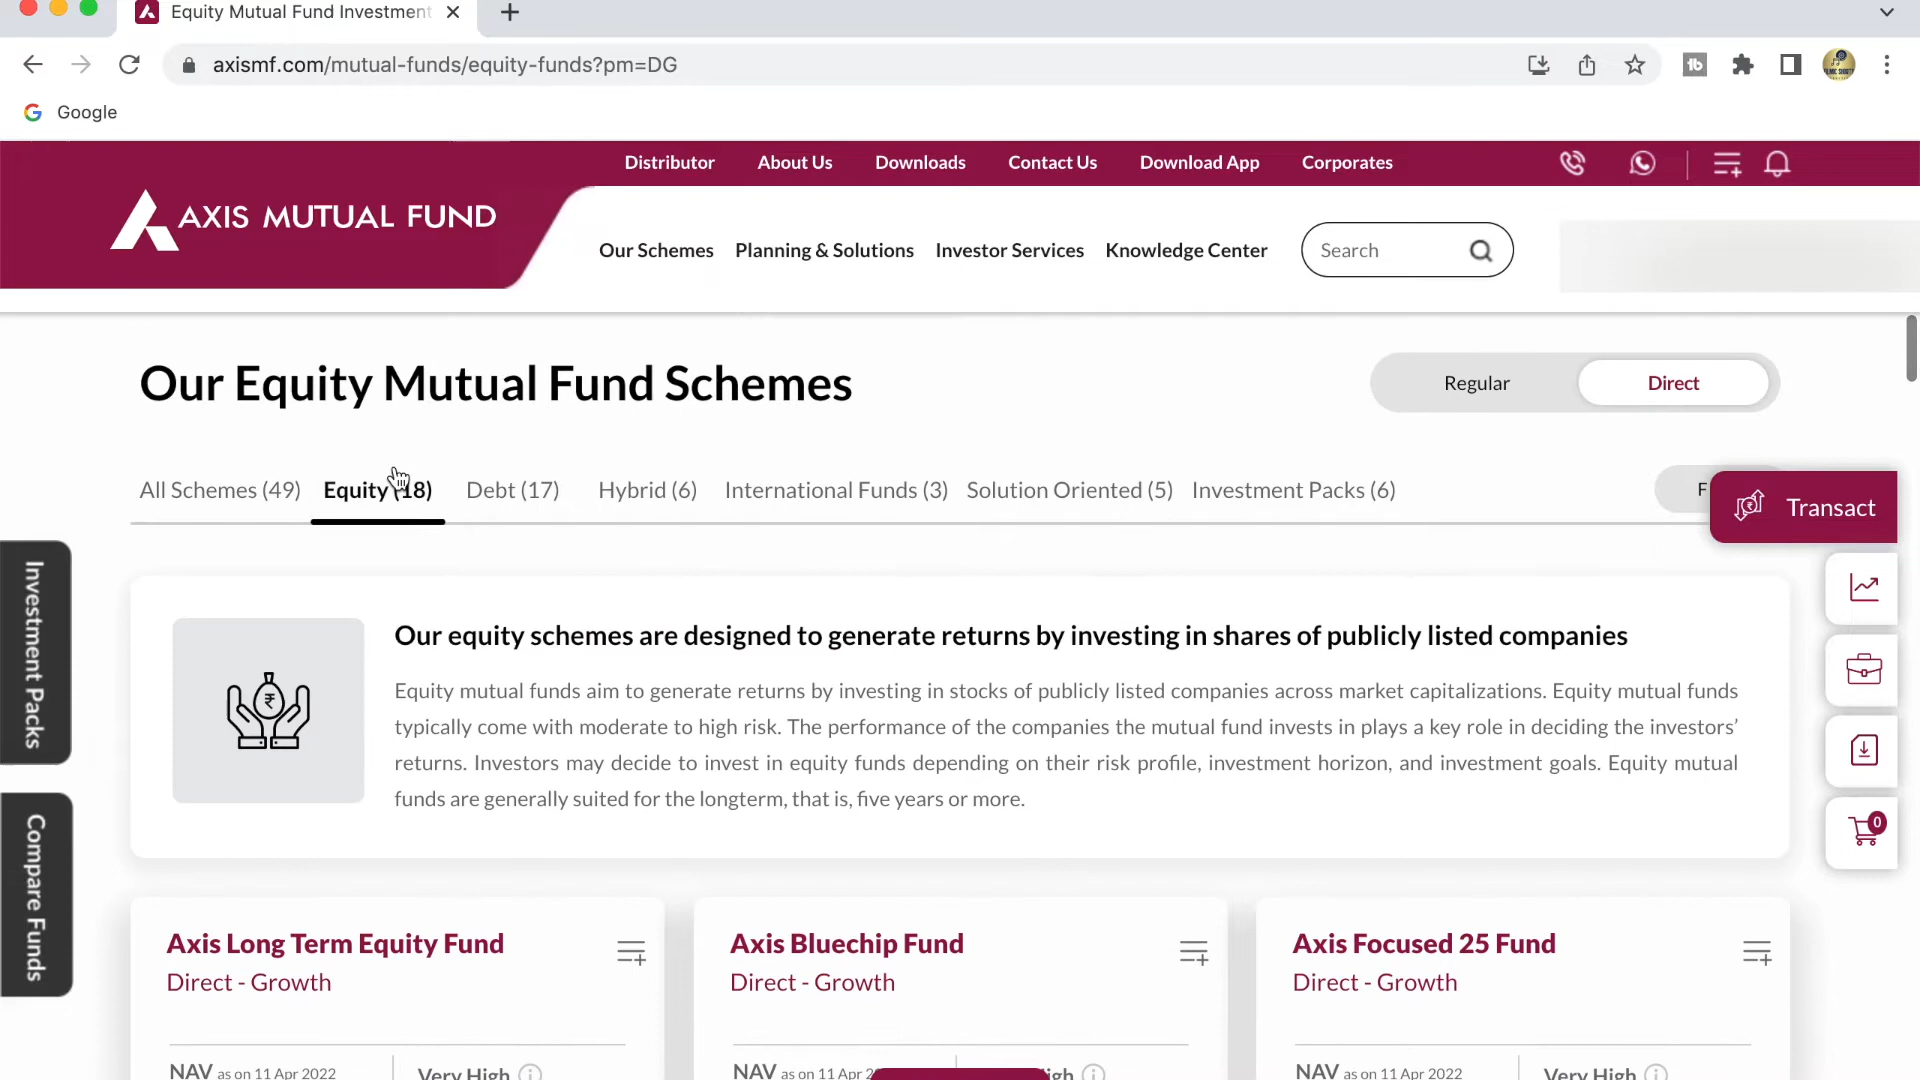 Equity Mutual Fund Investment
axismf.com/mutual-funds/equity-funds?pm=DG
Google
Distributor About Us Downloads Contact Us Download App Corporates
AXIS MUTUAL FUND
Our Schemes Planning & Solutions Investor Services Knowledge Center Search
Our Equity Mutual Fund Schemes
Regular Direct
All Schemes (49) Equity (18) Debt (17) Hybrid (6) International Funds (3) Solution Oriented (5) Investment Packs (6)
Transact
Investment Packs
Our equity schemes are designed to generate returns by investing in shares of publicly listed companies
Equity mutual funds aim to generate returns by investing in stocks of publicly listed companies across market capitalizations. Equity mutual funds
typically come with moderate to high risk. The performance of the companies the mutual fund invests in plays a key role in deciding the investors’
returns. Investors may decide to invest in equity funds depending on their risk profile, investment horizon, and investment goals. Equity mutual
funds are generally suited for the longterm, that is, five years or more.
0
Compare Funds
Axis Long Term Equity Fund
Direct - Growth
NAV as on 11 Apr 2022 Very High
Axis Bluechip Fund
Direct - Growth
NAV as on 11 Apr
Axis Focused 25 Fund
Direct - Growth
NAV as on 11 Apr 2022 Very High